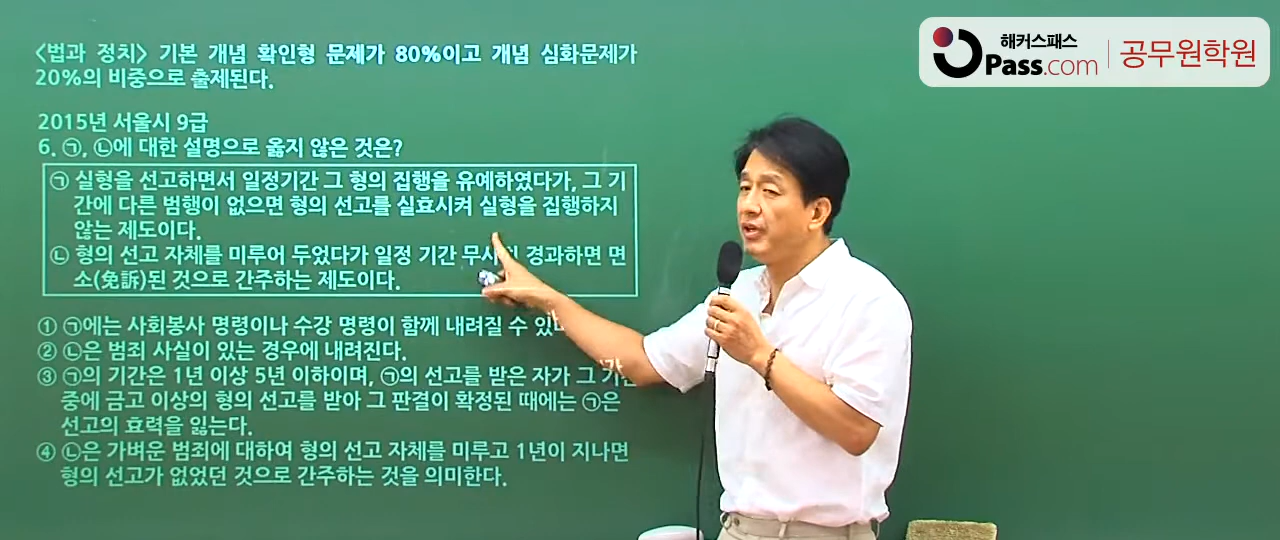 <법과 정치> 기본 개념 확인형 문제가 80%이고 개념 심화문제가
20%의 비중으로 출제된다.
2015년 서울시 9급
6. ㉠, ㉡에 대한 설명으로 옳지 않은 것은?
㉠ 실형을 선고하면서 일정기간 그 형의 집행을 유예하였다가, 그 기
간에 다른 범행이 없으면 형의 선고를 실효시켜 실형을 집행하지
않는 제도이다.
㉡ 형의 선고 자체를 미루어 두었다가 일정 기간 경과하면 면
소(免訴)된 것으로 간주하는 제도이다.
① ㉠에는 사회봉사 명령이나 수강 명령이 함께 내려질 수
② ㉡은 범죄 사실이 있는 경우에 내려진다.
③ ㉠의 기간은 1년 이상 5년 이하이며, ㉠의 선고를 받은 자가 그
중에 금고 이상의 형의 선고를 받아 그 판결이 확정된 때에는 ㉠은
선고의 효력을 잃는다.
④ ㉡은 가벼운 범죄에 대하여 형의 선고 자체를 미루고 1년이 지나면
형의 선고가 없었던 것으로 간주하는 것을 의미한다.
해커스패스
Pass.com 공무원학원